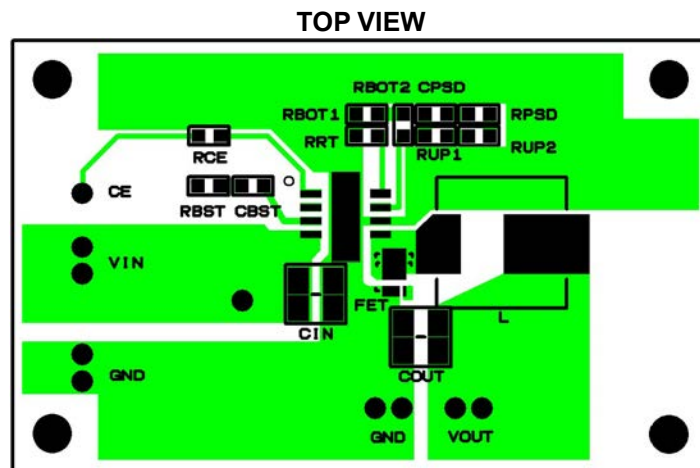 TOP VIEW
RBOT2 CPSD
RBOT1
RPSD
RRT
RUP1
RUP2
RCE
CE
RBST CBST
VIN
FET
L
CIN
GND
COUT
GND
VOUT